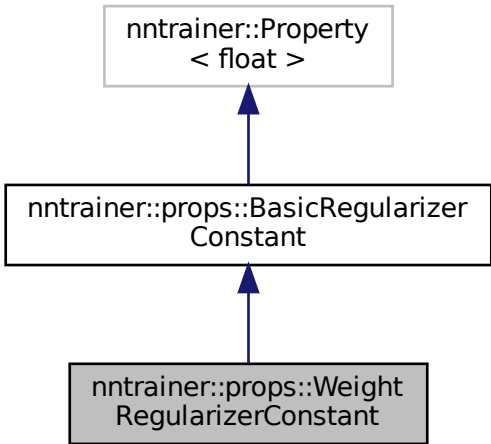 nntrainer::Property
< float >
nntrainer::props::BasicRegularizer
Constant
nntrainer::props::Weight
RegularizerConstant